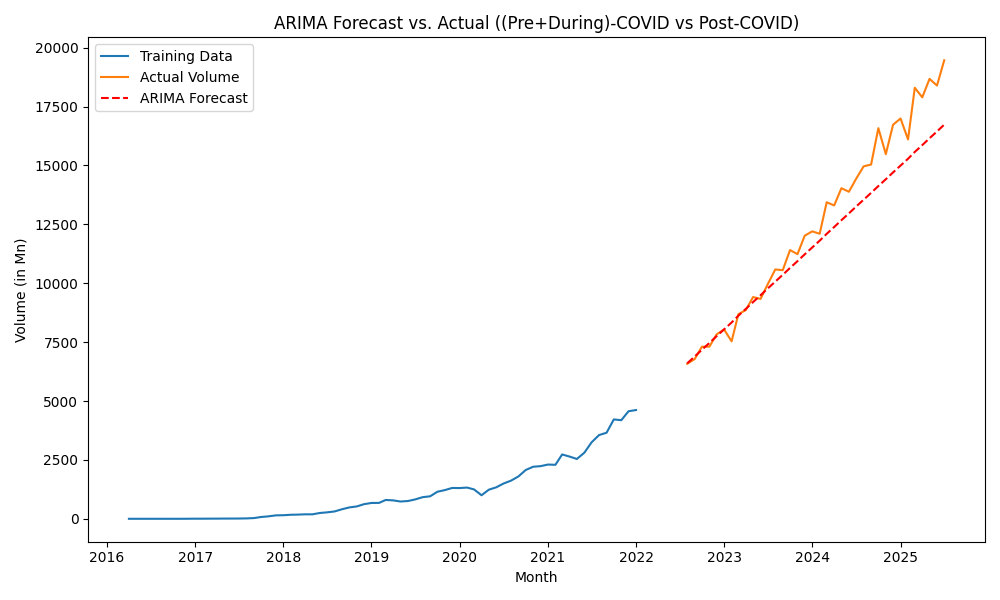 ARIMA Forecast vs. Actual ((Pre+During)-COVID vs Post-COVID)
Training Data
Actual Volume
ARIMA Forecast
Volume (in Mn)
20000
17500
15000
12500
10000
7500
5000
2500
0
2016 2017 2018 2019 2020 2021 2022 2023 2024 2025
Month